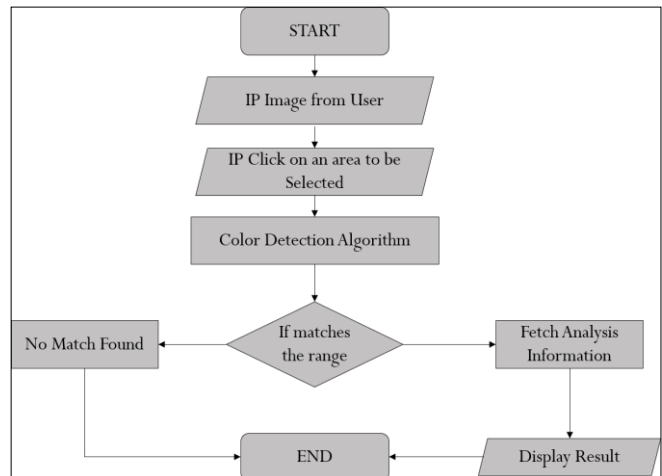 START
IP Image from User
IP Click on an area to be
Selected
Color Detection Algorithm
If matches
the range
No Match Found
Fetch Analysis
Information
END
Display Result